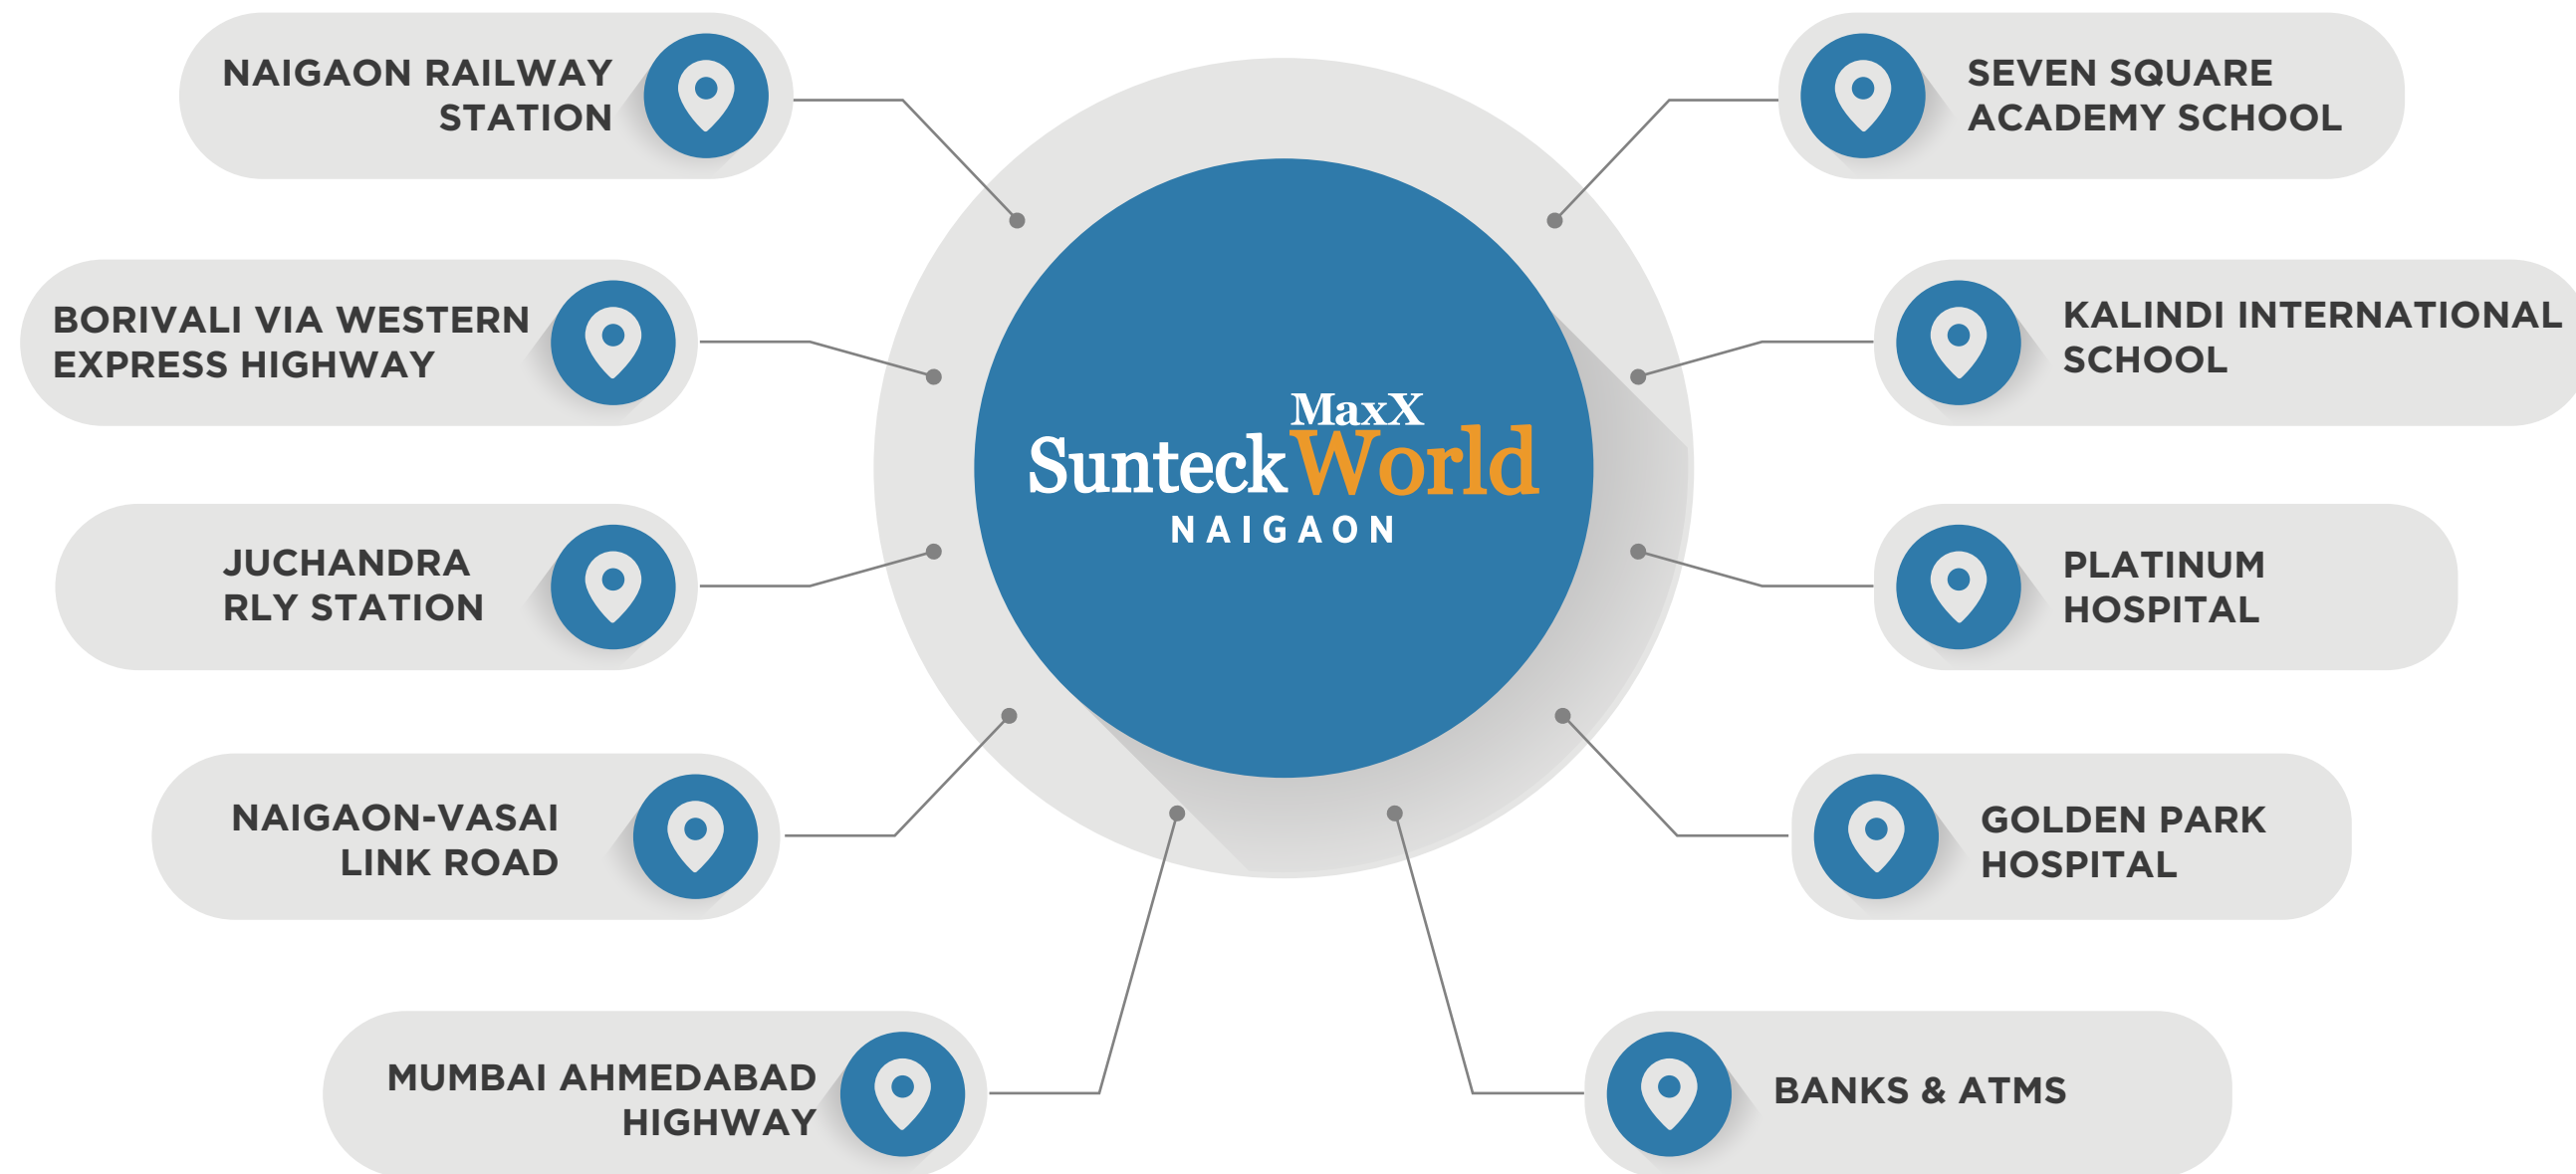 NAIGAON RAILWAY
STATION
BORIVALI VIA WESTERN
EXPRESS HIGHWAY
JUCHANDRA
RLY STATION
NAIGAON-VASAI
LINK ROAD
MUMBAI AHMEDABAD
HIGHWAY
MaxX
Sunteck World
NAIGAON
SEVEN SQUARE
ACADEMY SCHOOL
KALINDI INTERNATIONAL
SCHOOL
PLATINUM
HOSPITAL
GOLDEN PARK
HOSPITAL
BANKS & ATMS